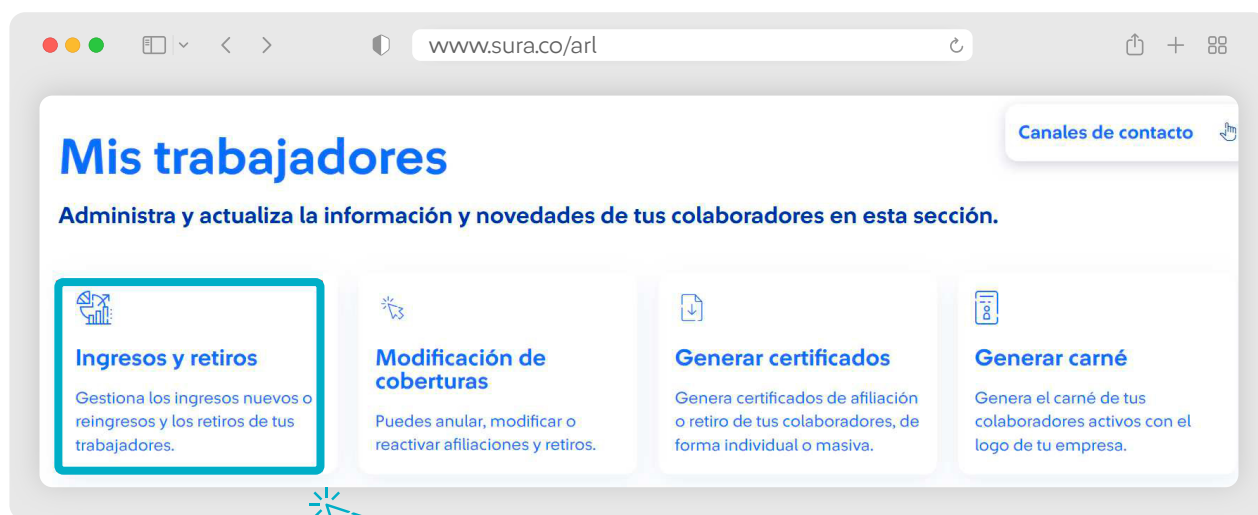 www.sura.co/arl
Canales de contacto
Mis trabajadores
Administra y actualiza la información y novedades de tus colaboradores en esta sección.
Ingresos y retiros
Gestiona los ingresos nuevos o
reingresos y los retiros de tus
trabajadores.
Modificación de
coberturas
Puedes anular, modificar o
reactivar afiliaciones y retiros.
Generar certificados
Genera certificados de afiliación
o retiro de tus colaboradores, de
forma individual o masiva.
Generar carné
Genera el carné de tus
colaboradores activos con el
logo de tu empresa.